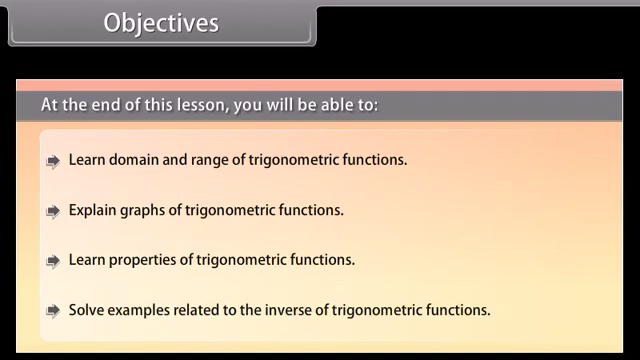 Objectives
At the end of this lesson, you will be able to:
Learn domain and range of trigonometric functions.
Explain graphs of trigonometric functions.
Learn properties of trigonometric functions.
Solve examples related to the inverse of trigonometric functions.